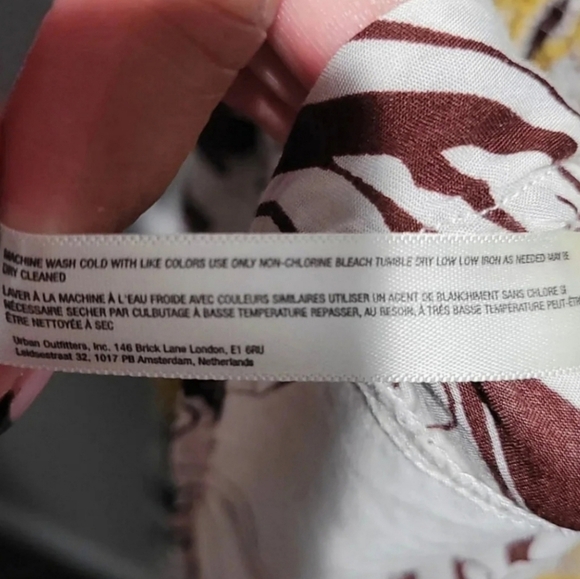 MACHINE WASH COLD WITH LIKE COLORS USE ONLY NON-CHLORINE BLEACH TUMBLE DRY LOW LOW IRON AS NEEDED MAY BE
DRY CLEANED
LAVER À LA MACHINE À L'EAU FROIDE AVEC COULEURS SIMILAIRES UTILISER UN AGENT DE BLANCHIMENT SANS CHLORE SI
NÉCESSAIRE SECHER PAR CULBUTAGE À BASSE TEMPERATURE REPASSER, AU BESOIN, À TRÈS BASSE TEMPÉRATURE PEUT-ÊTRE
ÊTRE NETTOYÉE À SEC
Urban Outfitters, Inc. 146 Brick Lane London, E1 6RU
Leidsestraat 32, 1017 PB Amsterdam, Netherlands